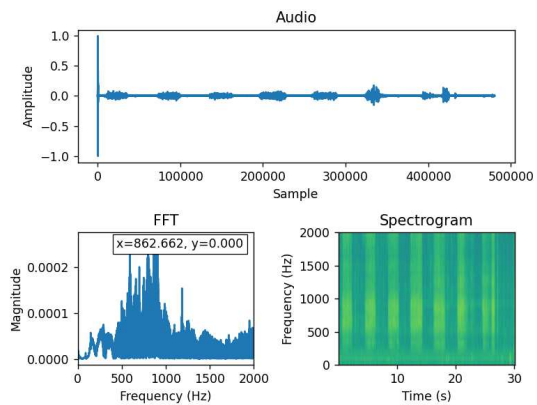 Audio
1.0
0.5
0.0
−0.5
−1.0
Amplitude
0
100000
200000
300000
400000
500000
Sample
FFT
x=862.662, y=0.000
0.0002
0.0001
0.0000
Magnitude
0
500
1000
1500
2000
Frequency (Hz)
Spectrogram
2000
1500
1000
500
0
Frequency (Hz)
10
20
30
Time (s)